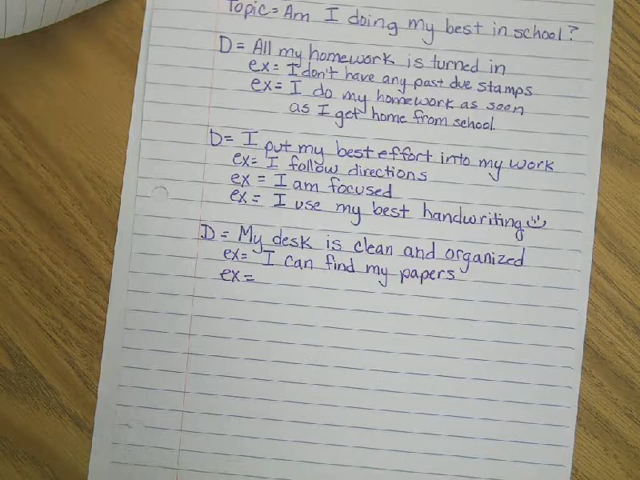 Topic = Am I doing my best in school?
D = All my homework is turned in
ex = I don't have any past due stamps
ex = I do my homework as soon
as I get home from school.
D = I put my best effort into my work
ex = I follow directions
ex = I am focused
ex = I use my best handwriting
D = My desk is clean and organized
ex = I can find my papers
ex =